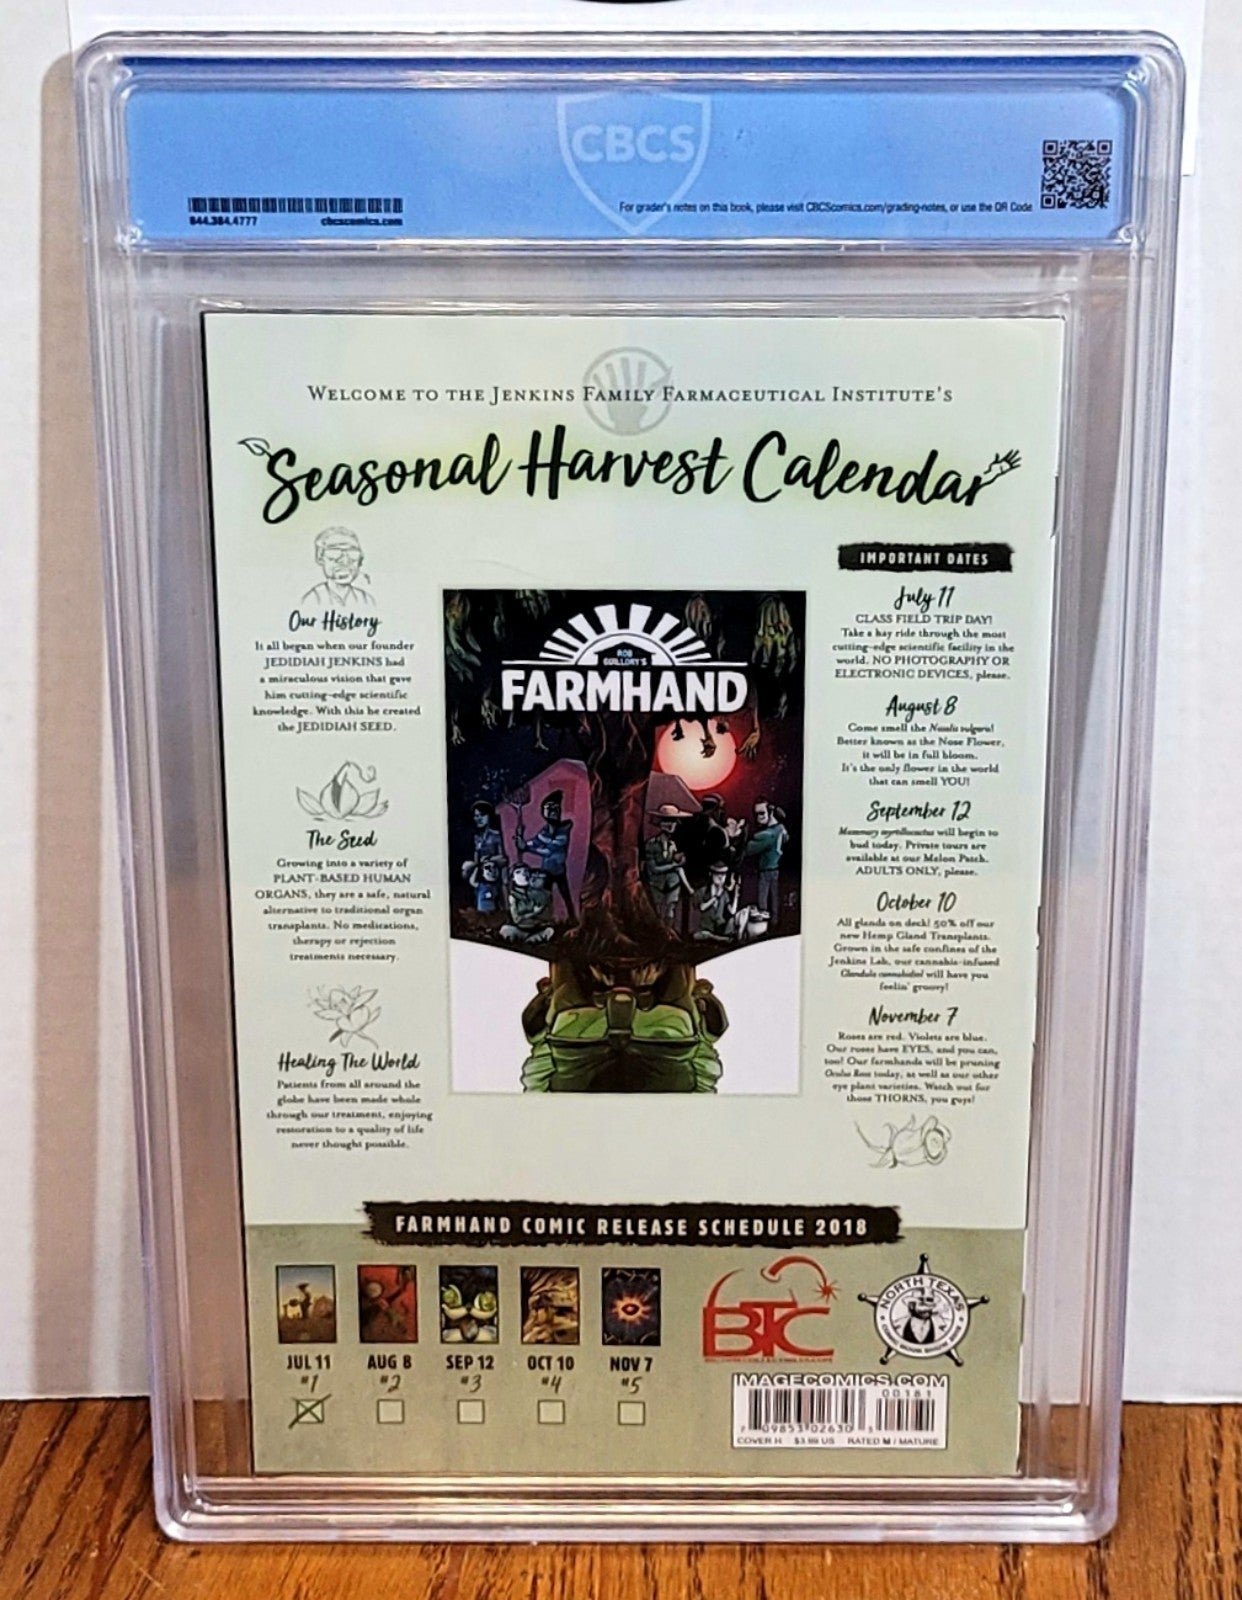 CBCS
844.384.4777
cbcscomics.com
For grader's notes on this book, please visit CBCScomics.com/grading-notes, or use the QR Code
WELCOME TO THE JENKINS FAMILY FARMACEUTICAL INSTITUTE'S
Seasonal Harvest Calendar
Our History
It all began when our founder
JEDIDIAH JENKINS had
a miraculous vision that gave
him cutting-edge scientific
knowledge. With this he created
the JEDIDIAH SEED.
The Seed
Growing into a variety of
PLANT-BASED HUMAN
ORGANS, they are a safe, natural
alternative to traditional organ
transplants. No medications,
therapy or rejection
treatments necessary.
Healing The World
Patients from all around the
globe have been made whole
through our treatment, enjoying
restoration to a quality of life
never thought possible.
ROB
GUILLORY'S
FARMHAND
IMPORTANT DATES
July 11
CLASS FIELD TRIP DAY!
Take a hay ride through the most
cutting-edge scientific facility in the
world. NO PHOTOGRAPHY OR
ELECTRONIC DEVICES, please.
August 8
Come smell the Nasalis vulgaris!
Better known as the Nose Flower,
it will be in full bloom.
It's the only flower in the world
that can smell YOU!
September 12
Mammary myrtillocactus will begin to
bud today. Private tours are
available at our Melon Patch.
ADULTS ONLY, please.
October 10
All glands on deck! 50% off our
new Hemp Gland Transplants.
Grown in the safe confines of the
Jenkins Lab, our cannabis-infused
Glandula cannabidiol will have you
feelin' groovy!
November 7
Roses are red. Violets are blue.
Our roses have EYES, and you can,
too! Our farmhands will be pruning
Oculus Rosa today, as well as our other
eye plant varieties. Watch out for
those THORNS, you guys!
FARMHAND COMIC RELEASE SCHEDULE 2018
JUL 11 AUG 8 SEP 12 OCT 10 NOV 7
#1 #2 #3 #4 #5
BTC
NORTH TEXAS
COMIC BOOK SHOW
IMAGECOMICS.COM
00181
7 09853 02630
COVER H $3.99 US RATED M / MATURE